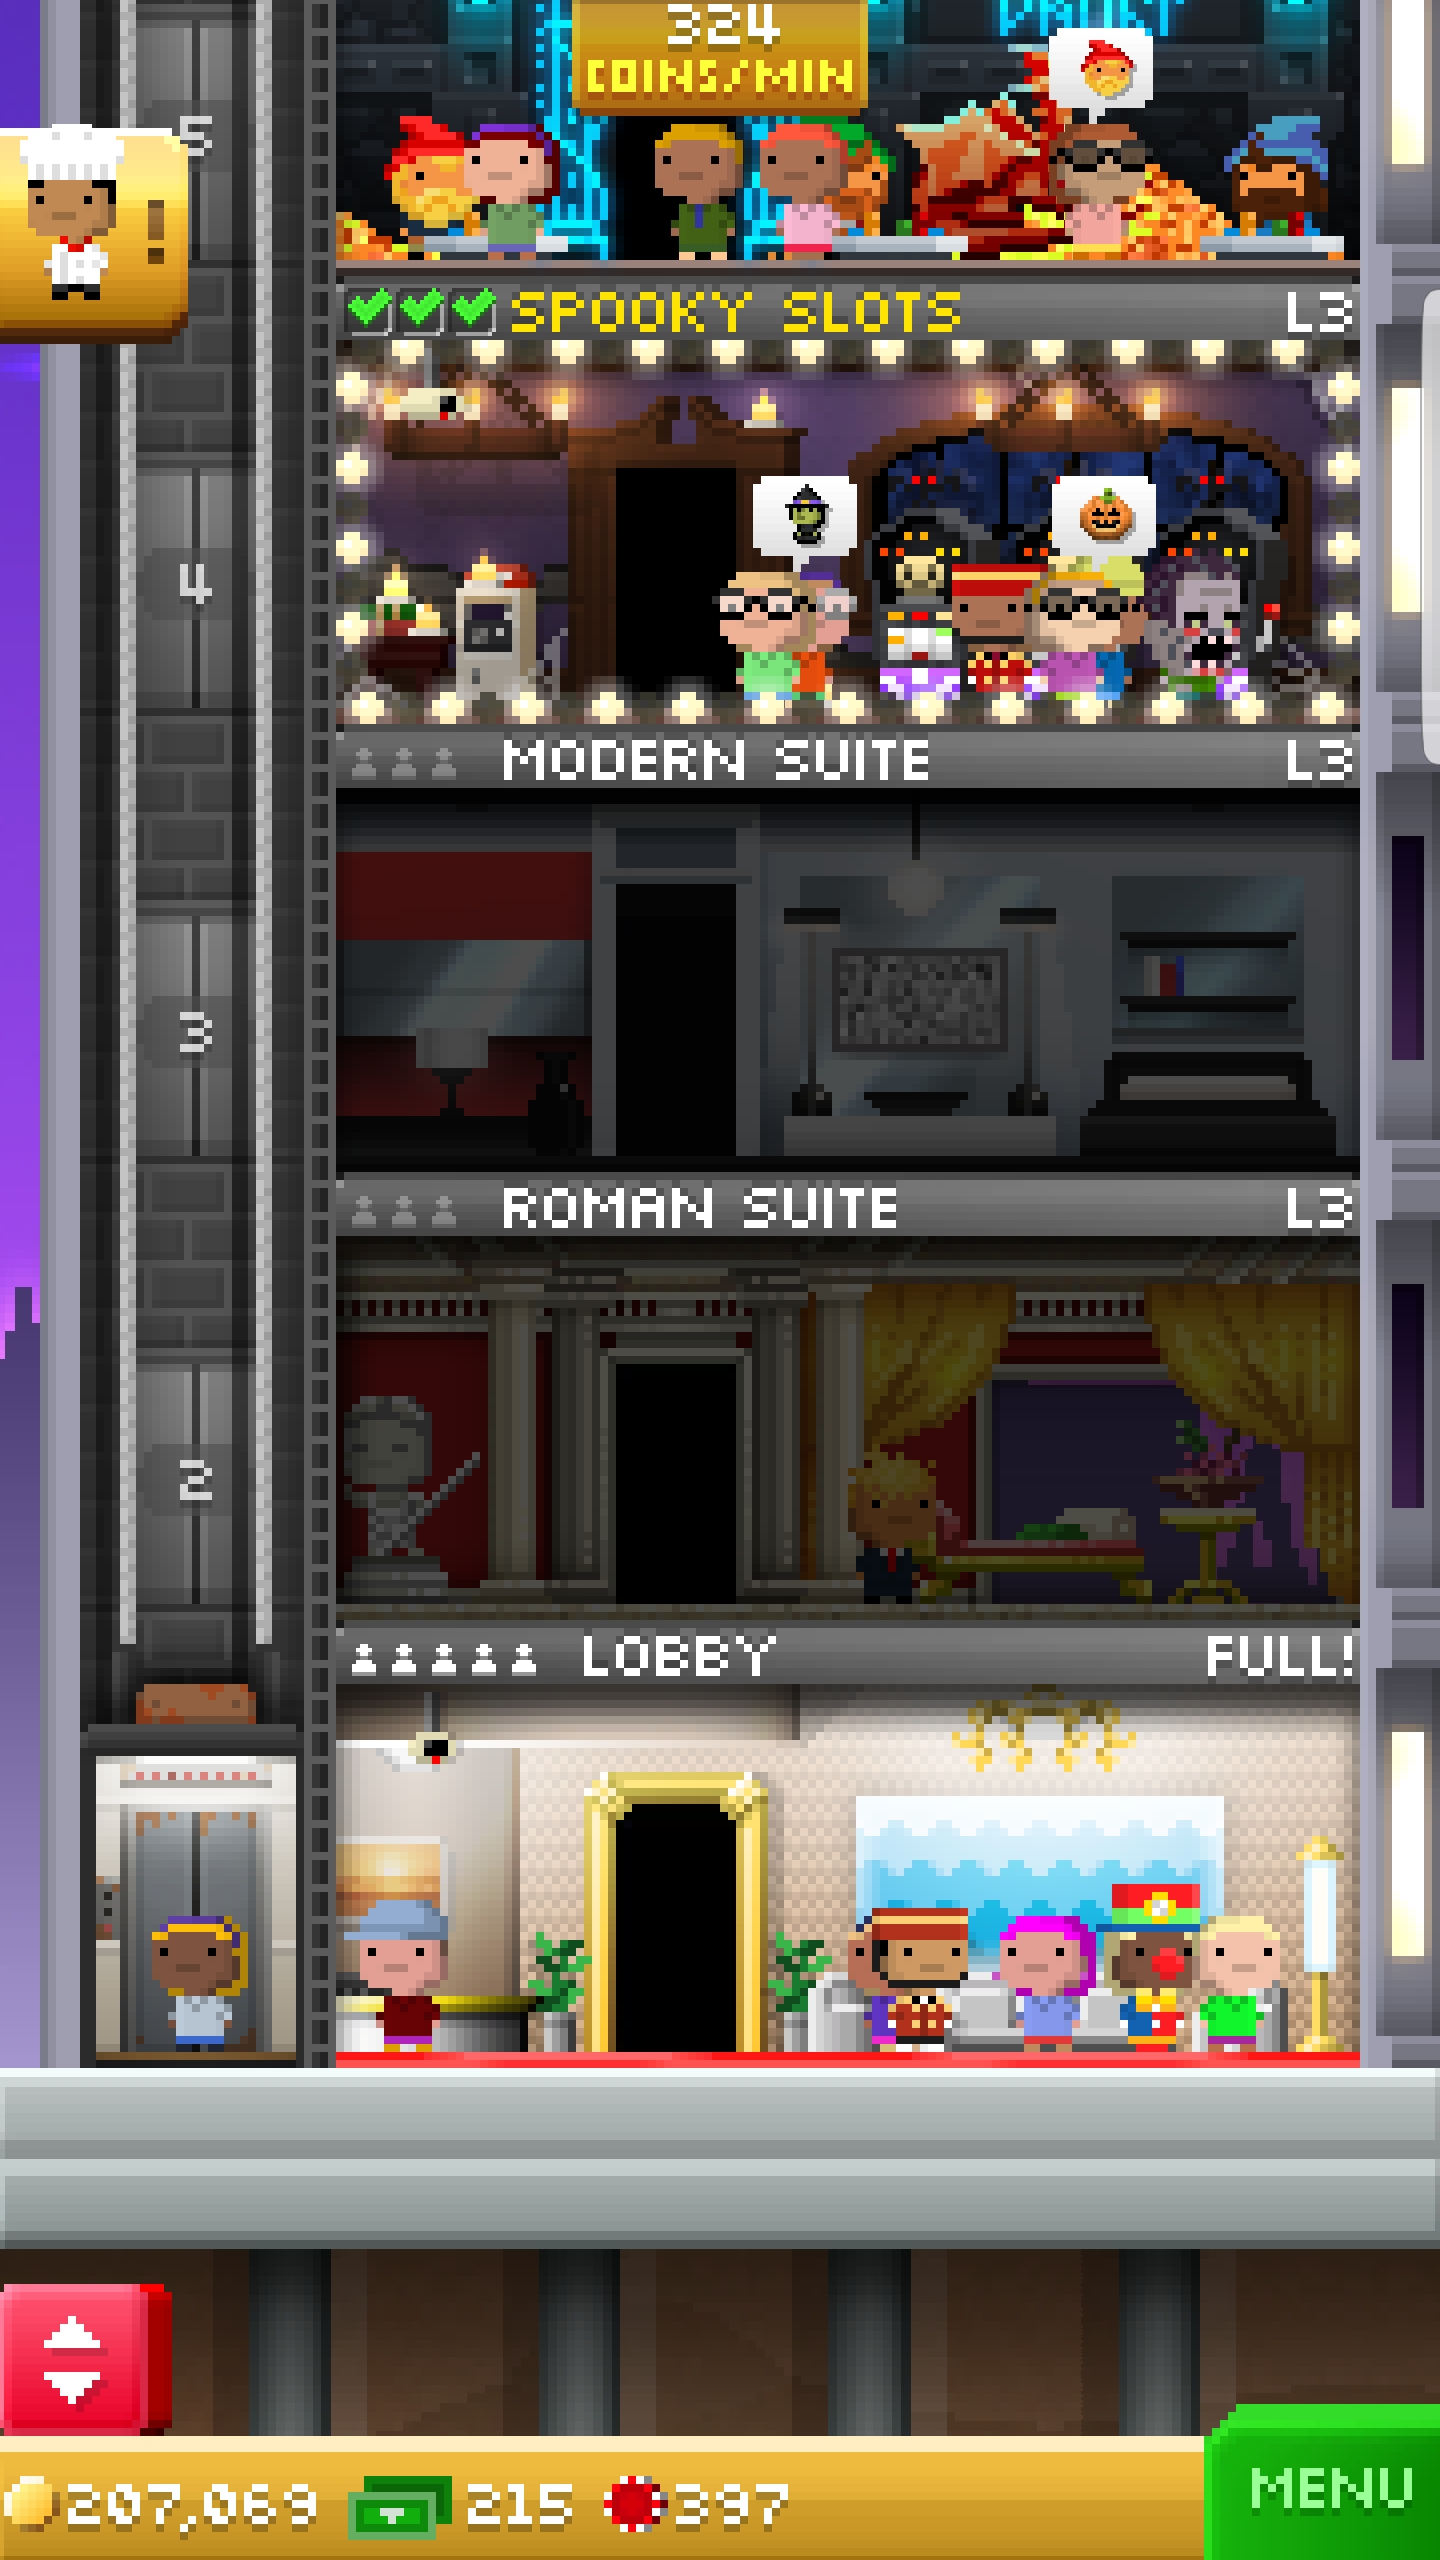 324
COINS/MIN
5
!
SPOOKY SLOTS L3
4
MODERN SUITE L3
3
ROMAN SUITE L3
2
LOBBY FULL!
207,069 215 397
MENU